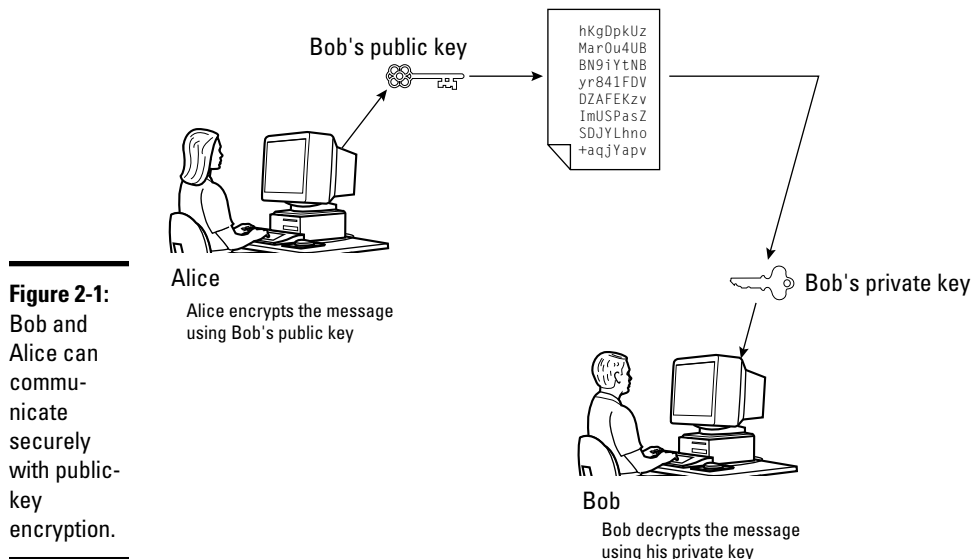 Bob's public key
hKgDpkUz
MarOu4UB
BN9iYtNB
yr841FDV
DZAFEKzv
ImUSPasZ
SDJYLhno
+aqjYapv
Alice
Alice encrypts the message
using Bob's public key
Bob's private key
Bob
Bob decrypts the message
using his private key
Figure 2-1:
Bob and
Alice can
commu-
nicate
securely
with public-
key
encryption.